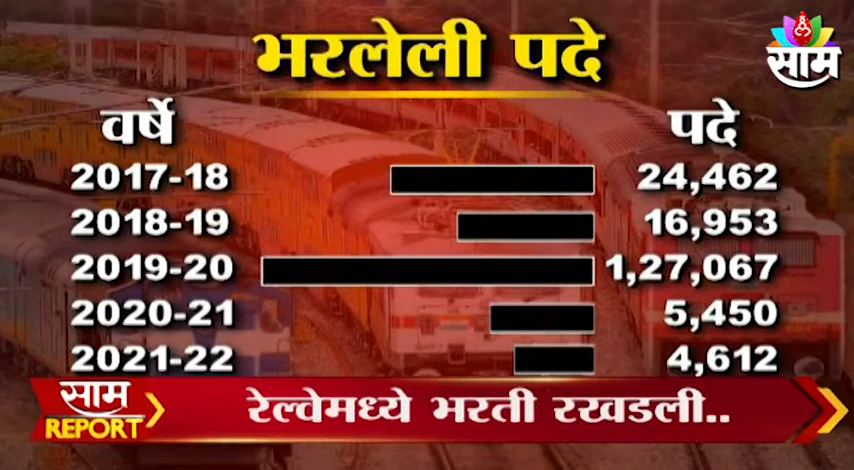 भरलेली पदे
साम
वर्षे पदे
2017-18 24,462
2018-19 16,953
2019-20 1,27,067
2020-21 5,450
2021-22 4,612
साम
REPORT
रेल्वेमध्ये भरती रखडली..